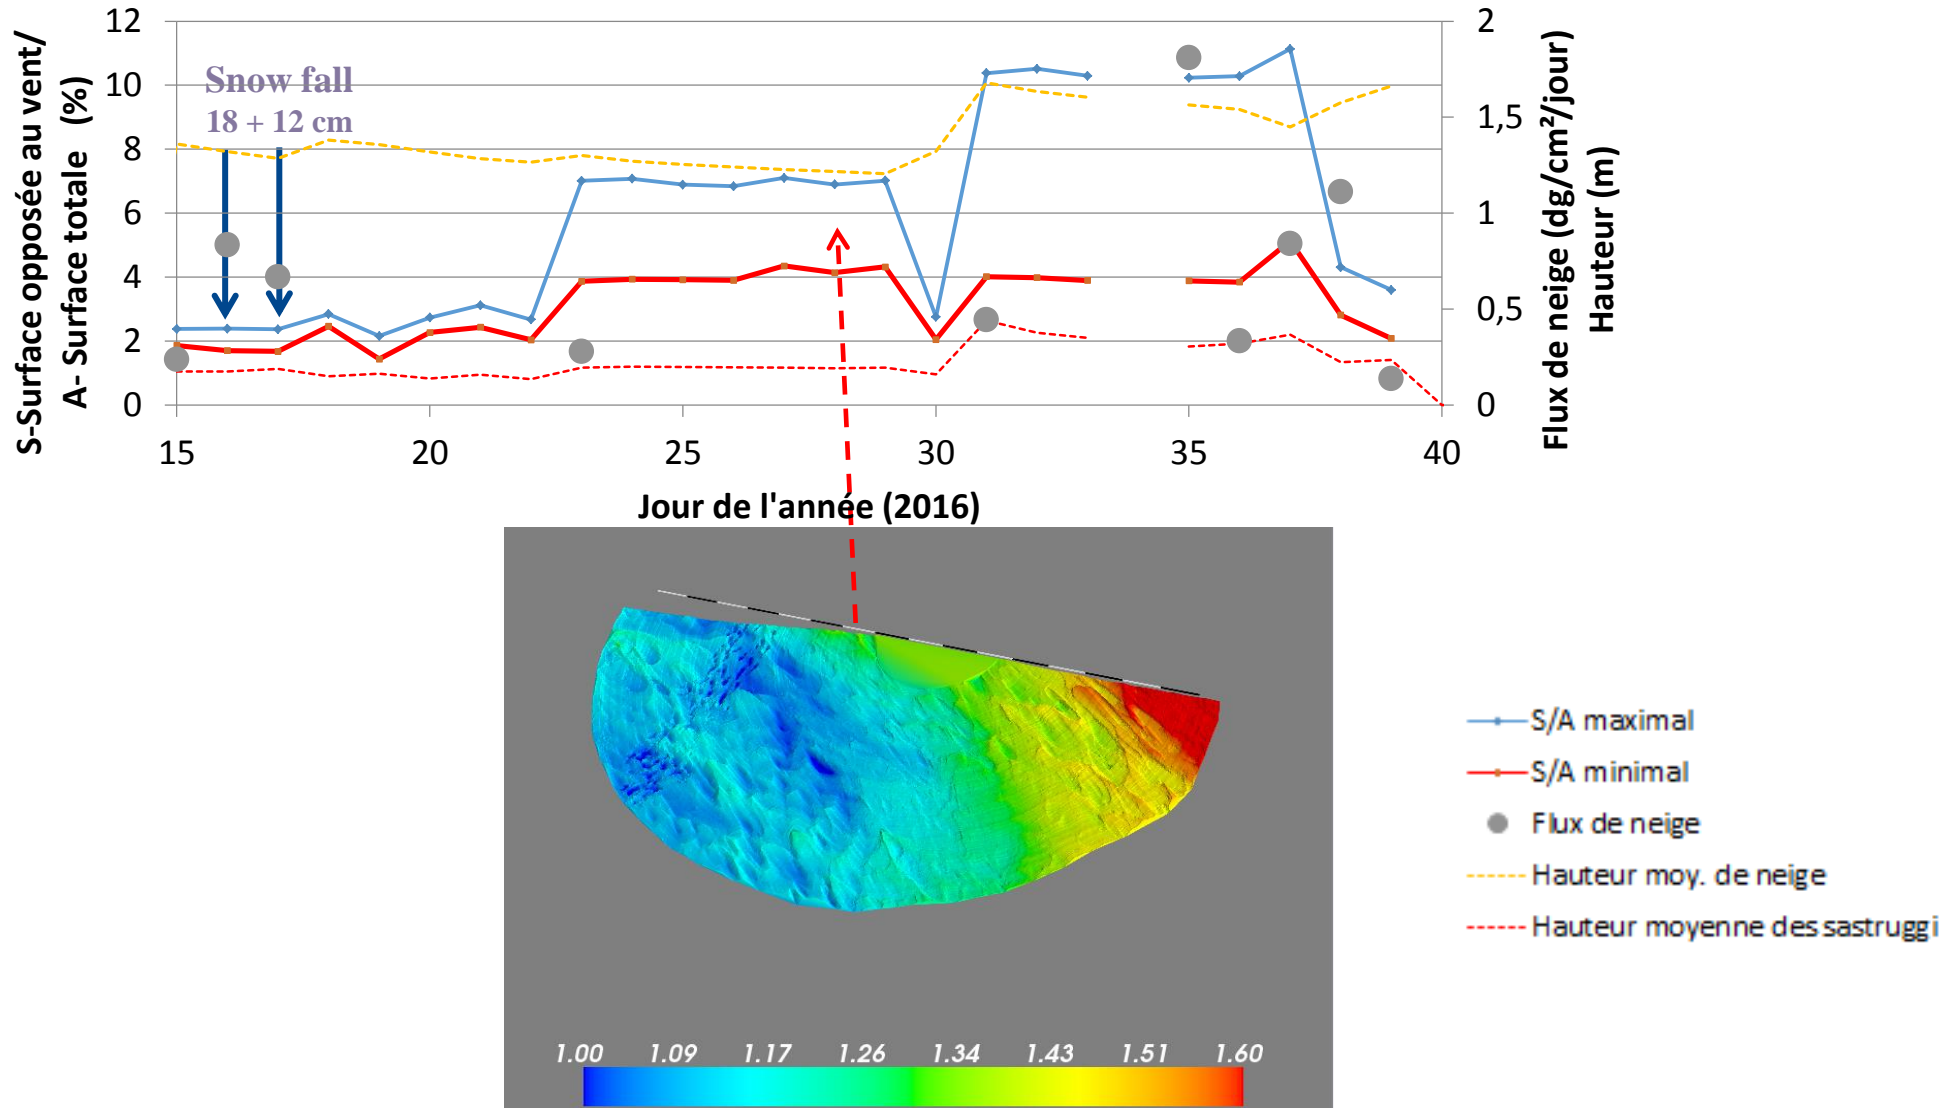 S-Surface opposée au vent/
A- Surface totale (%)
12
10
8
6
4
2
0
Snow fall
18 + 12 cm
2
1,5
1
0,5
0
Flux de neige (dg/cm²/jour)
Hauteur (m)
15 20 25 30 35 40
Jour de l'année (2016)
S/A maximal
S/A minimal
Flux de neige
Hauteur moy. de neige
Hauteur moyenne des sastruggi
1.00 1.09 1.17 1.26 1.34 1.43 1.51 1.60